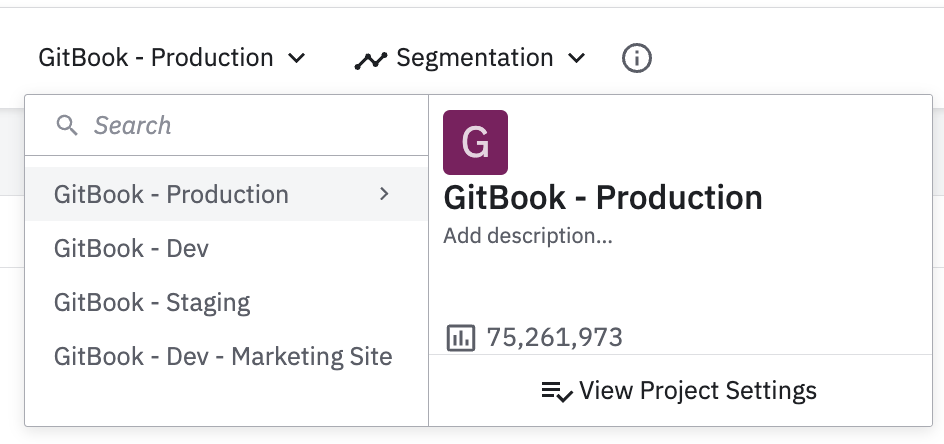 GitBook - Production
Segmentation
Search
GitBook - Production
GitBook - Dev
GitBook - Staging
GitBook - Dev - Marketing Site
G
GitBook - Production
Add description...
75,261,973
View Project Settings